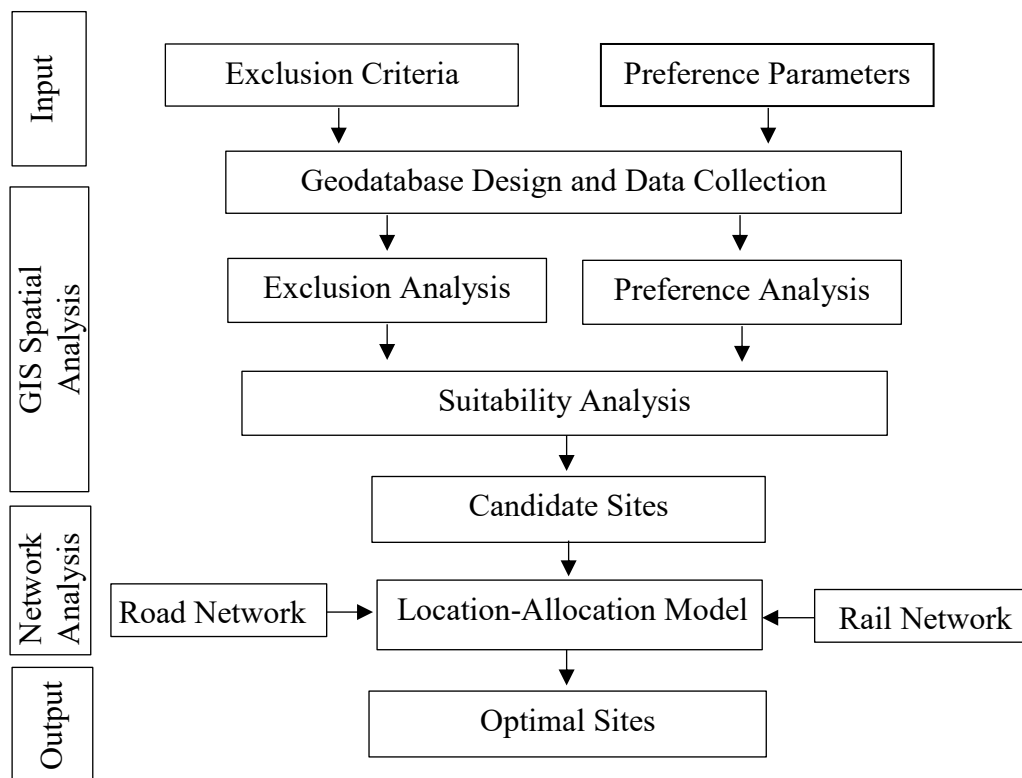 Input
Exclusion Criteria
Preference Parameters
Geodatabase Design and Data Collection
GIS Spatial
Analysis
Exclusion Analysis
Preference Analysis
Suitability Analysis
Candidate Sites
Network
Analysis
Road Network
Location-Allocation Model
Rail Network
Output
Optimal Sites